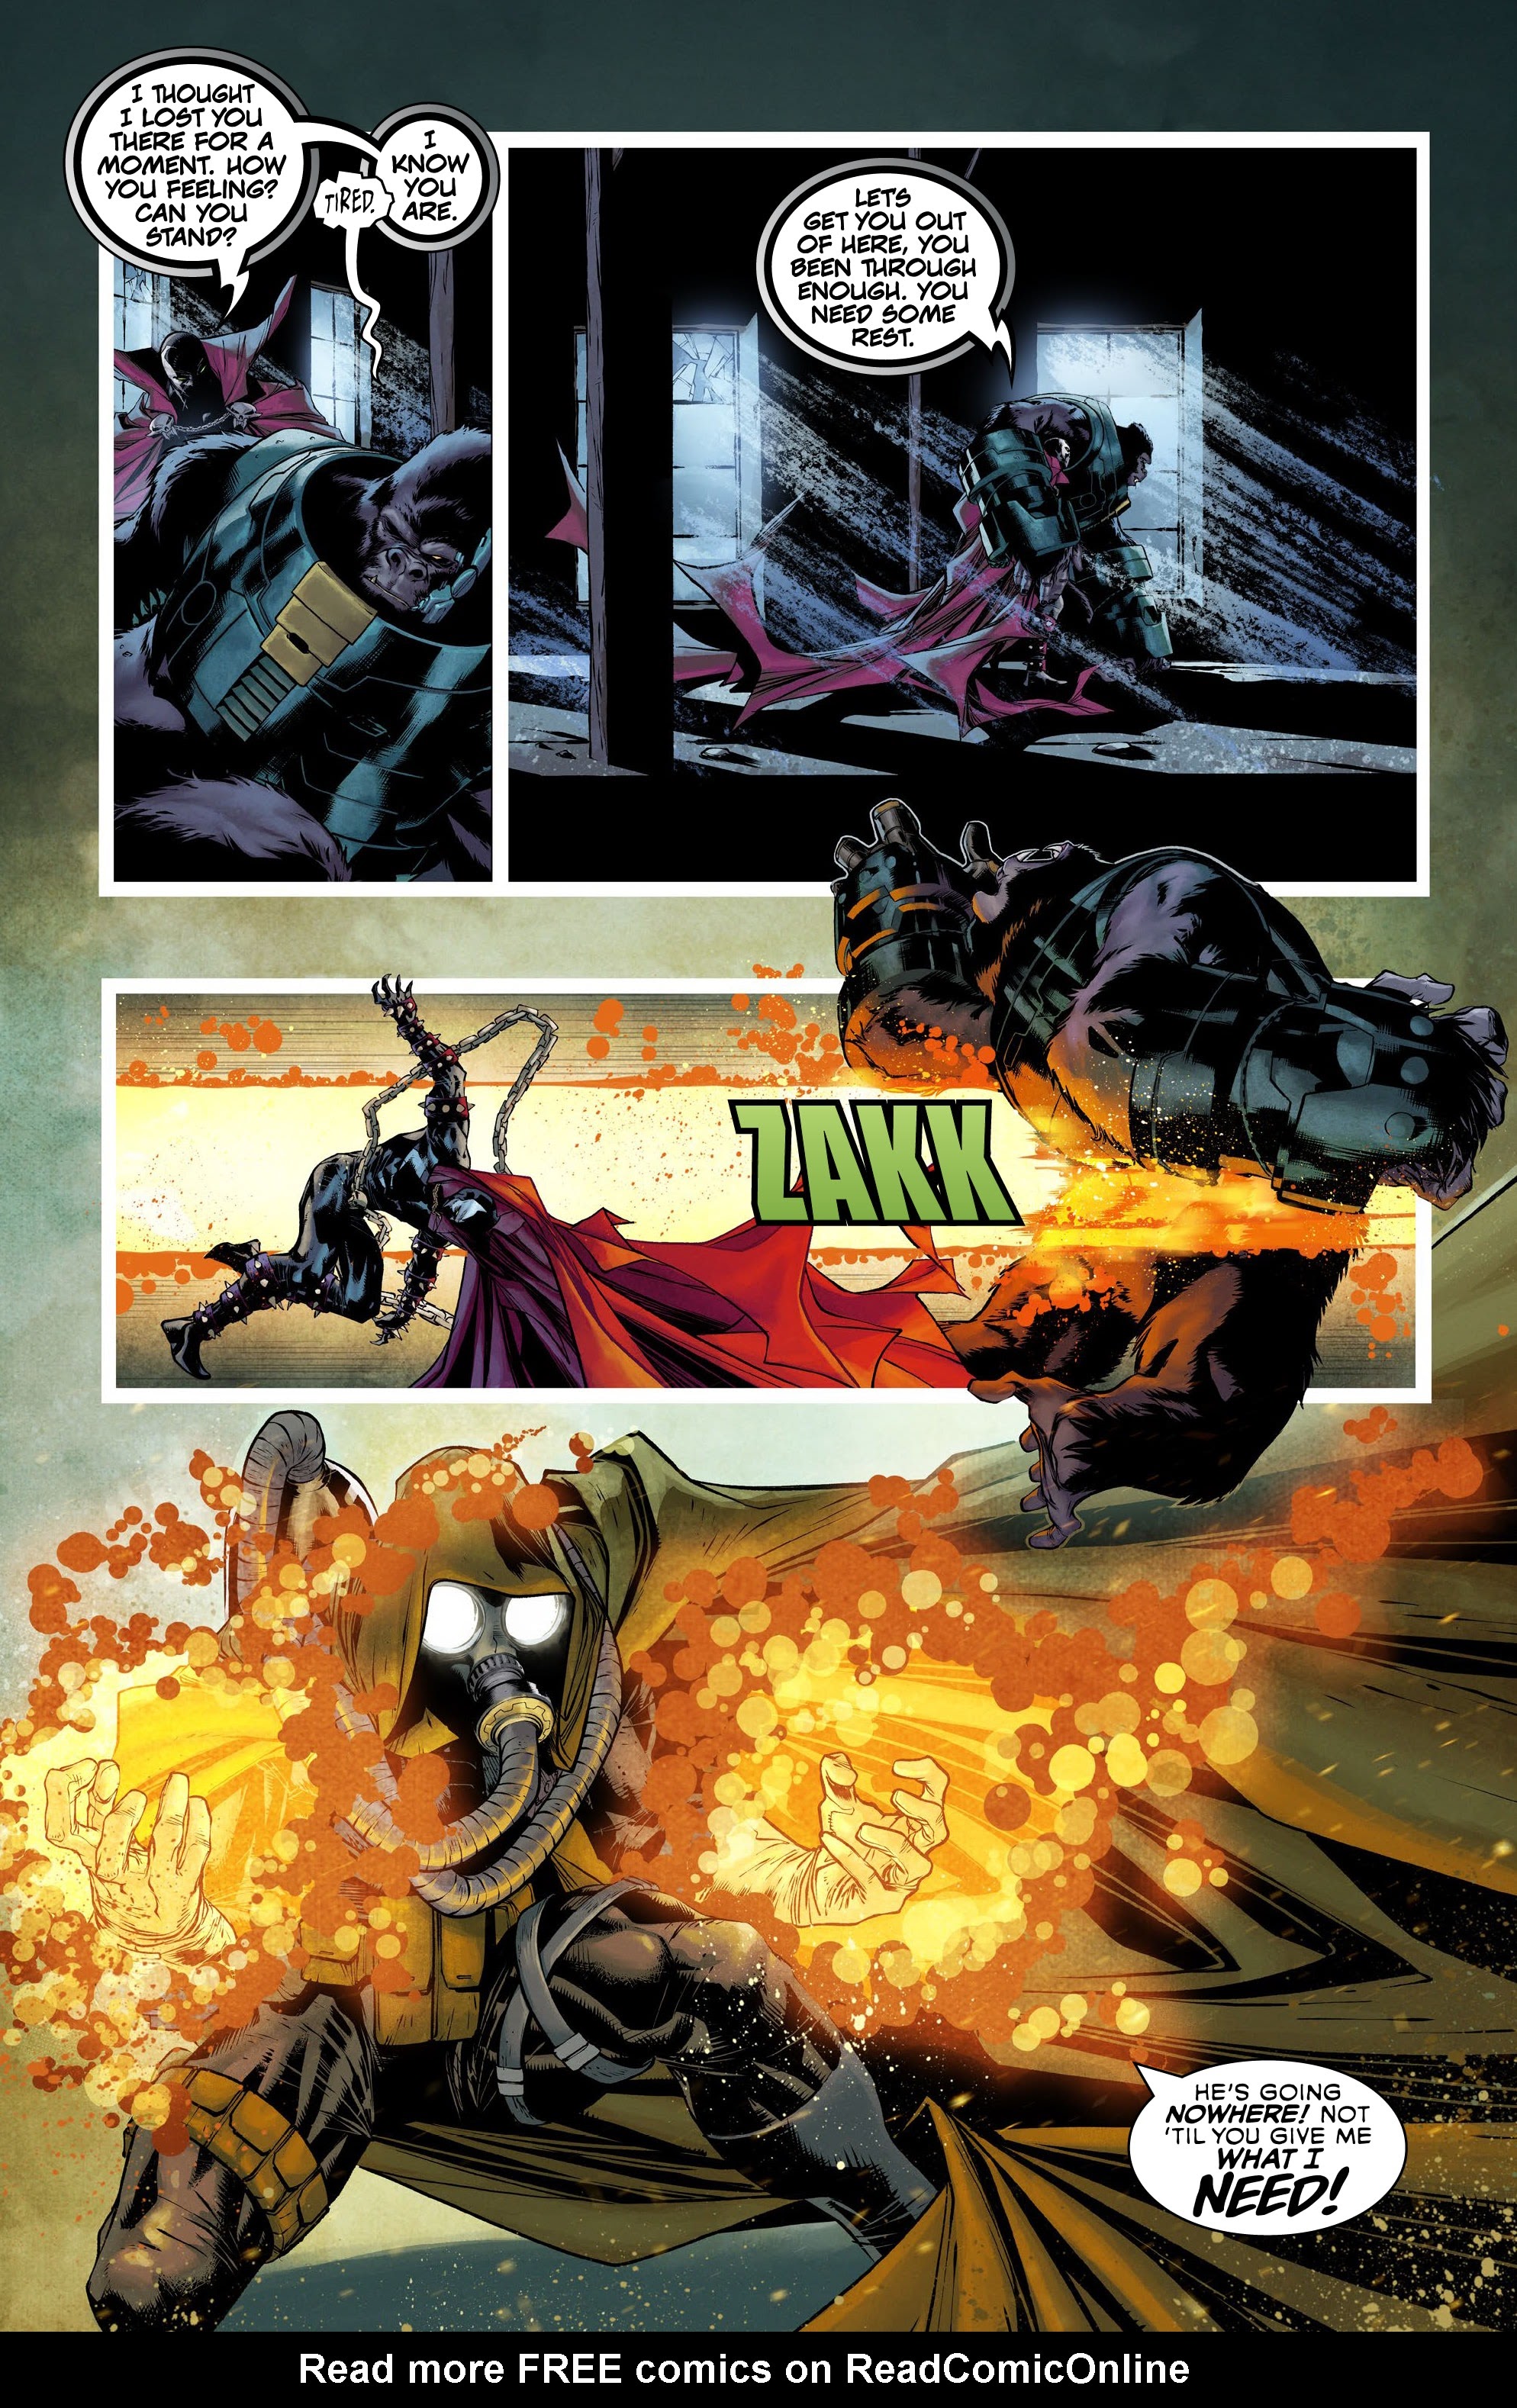 I THOUGHT
I LOST YOU
THERE FOR A
MOMENT. HOW
YOU FEELING?
CAN YOU
STAND?
TIRED.
I
KNOW
YOU
ARE.
LETS
GET YOU OUT
OF HERE, YOU
BEEN THROUGH
ENOUGH. YOU
NEED SOME
REST.
ZAKK
HE'S GOING
NOWHERE! NOT
'TIL YOU GIVE ME
WHAT I
NEED!
Read more FREE comics on ReadComicOnline